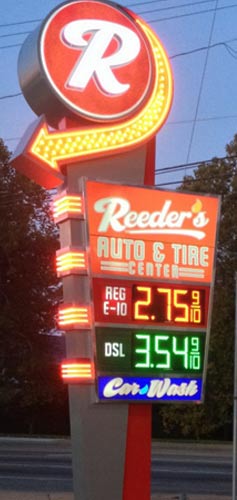 R
Reeder's
AUTO & TIRE
CENTER
REG
E-10
2.75 9/10
DSL
3.54 9/10
Car Wash